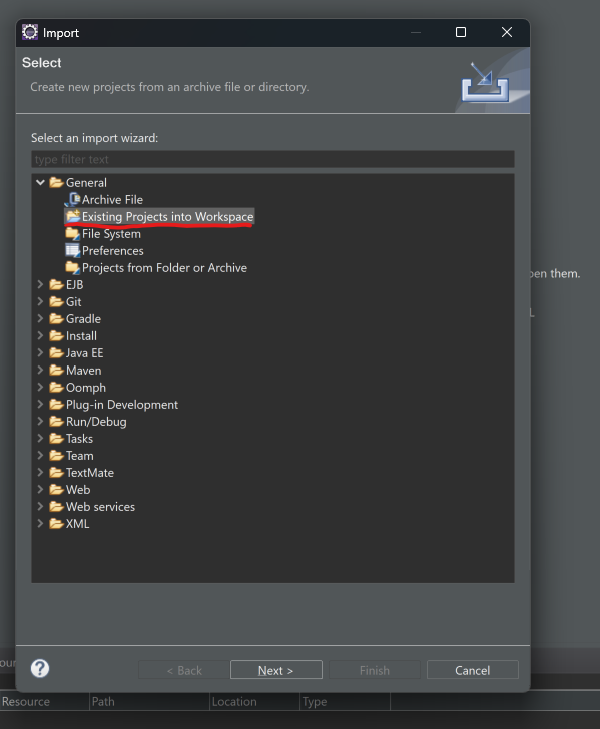 Import
Select
Create new projects from an archive file or directory.
Select an import wizard:
type filter text
General
Archive File
Existing Projects into Workspace
File System
Preferences
Projects from Folder or Archive
EJB
Git
Gradle
Install
Java EE
Maven
Oomph
Plug-in Development
Run/Debug
Tasks
Team
TextMate
Web
Web services
XML
them.
< Back
Next >
Finish
Cancel
Resource
Path
Location
Type